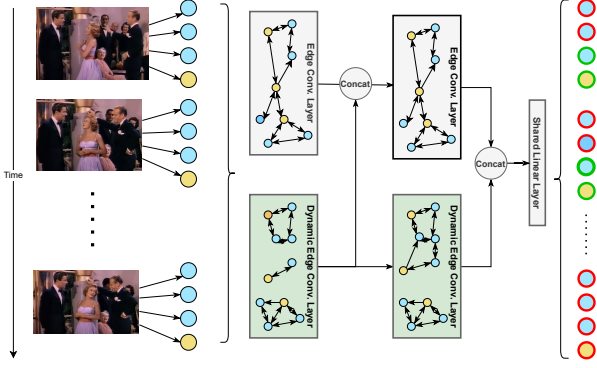 Time
Edge Conv. Layer
Concat
Edge Conv. Layer
Dynamic Edge Conv. Layer
Dynamic Edge Conv. Layer
Concat
Shared Linear
Layer